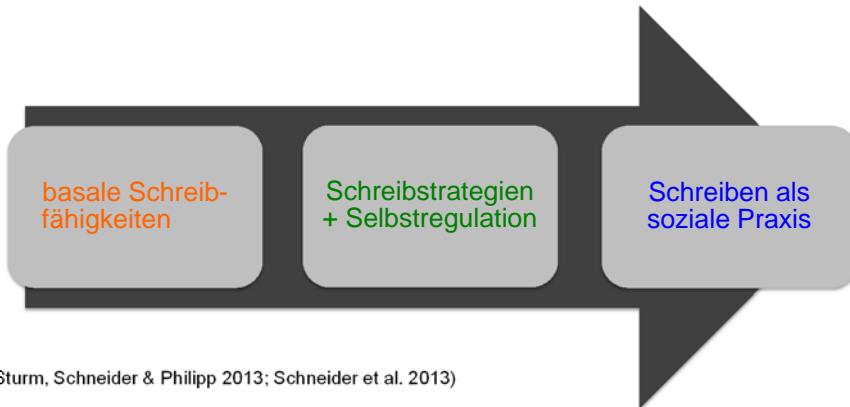 basale Schreib-
fähigkeiten
Schreibstrategien
+ Selbstregulation
Schreiben als
soziale Praxis
Sturm, Schneider & Philipp 2013; Schneider et al. 2013)